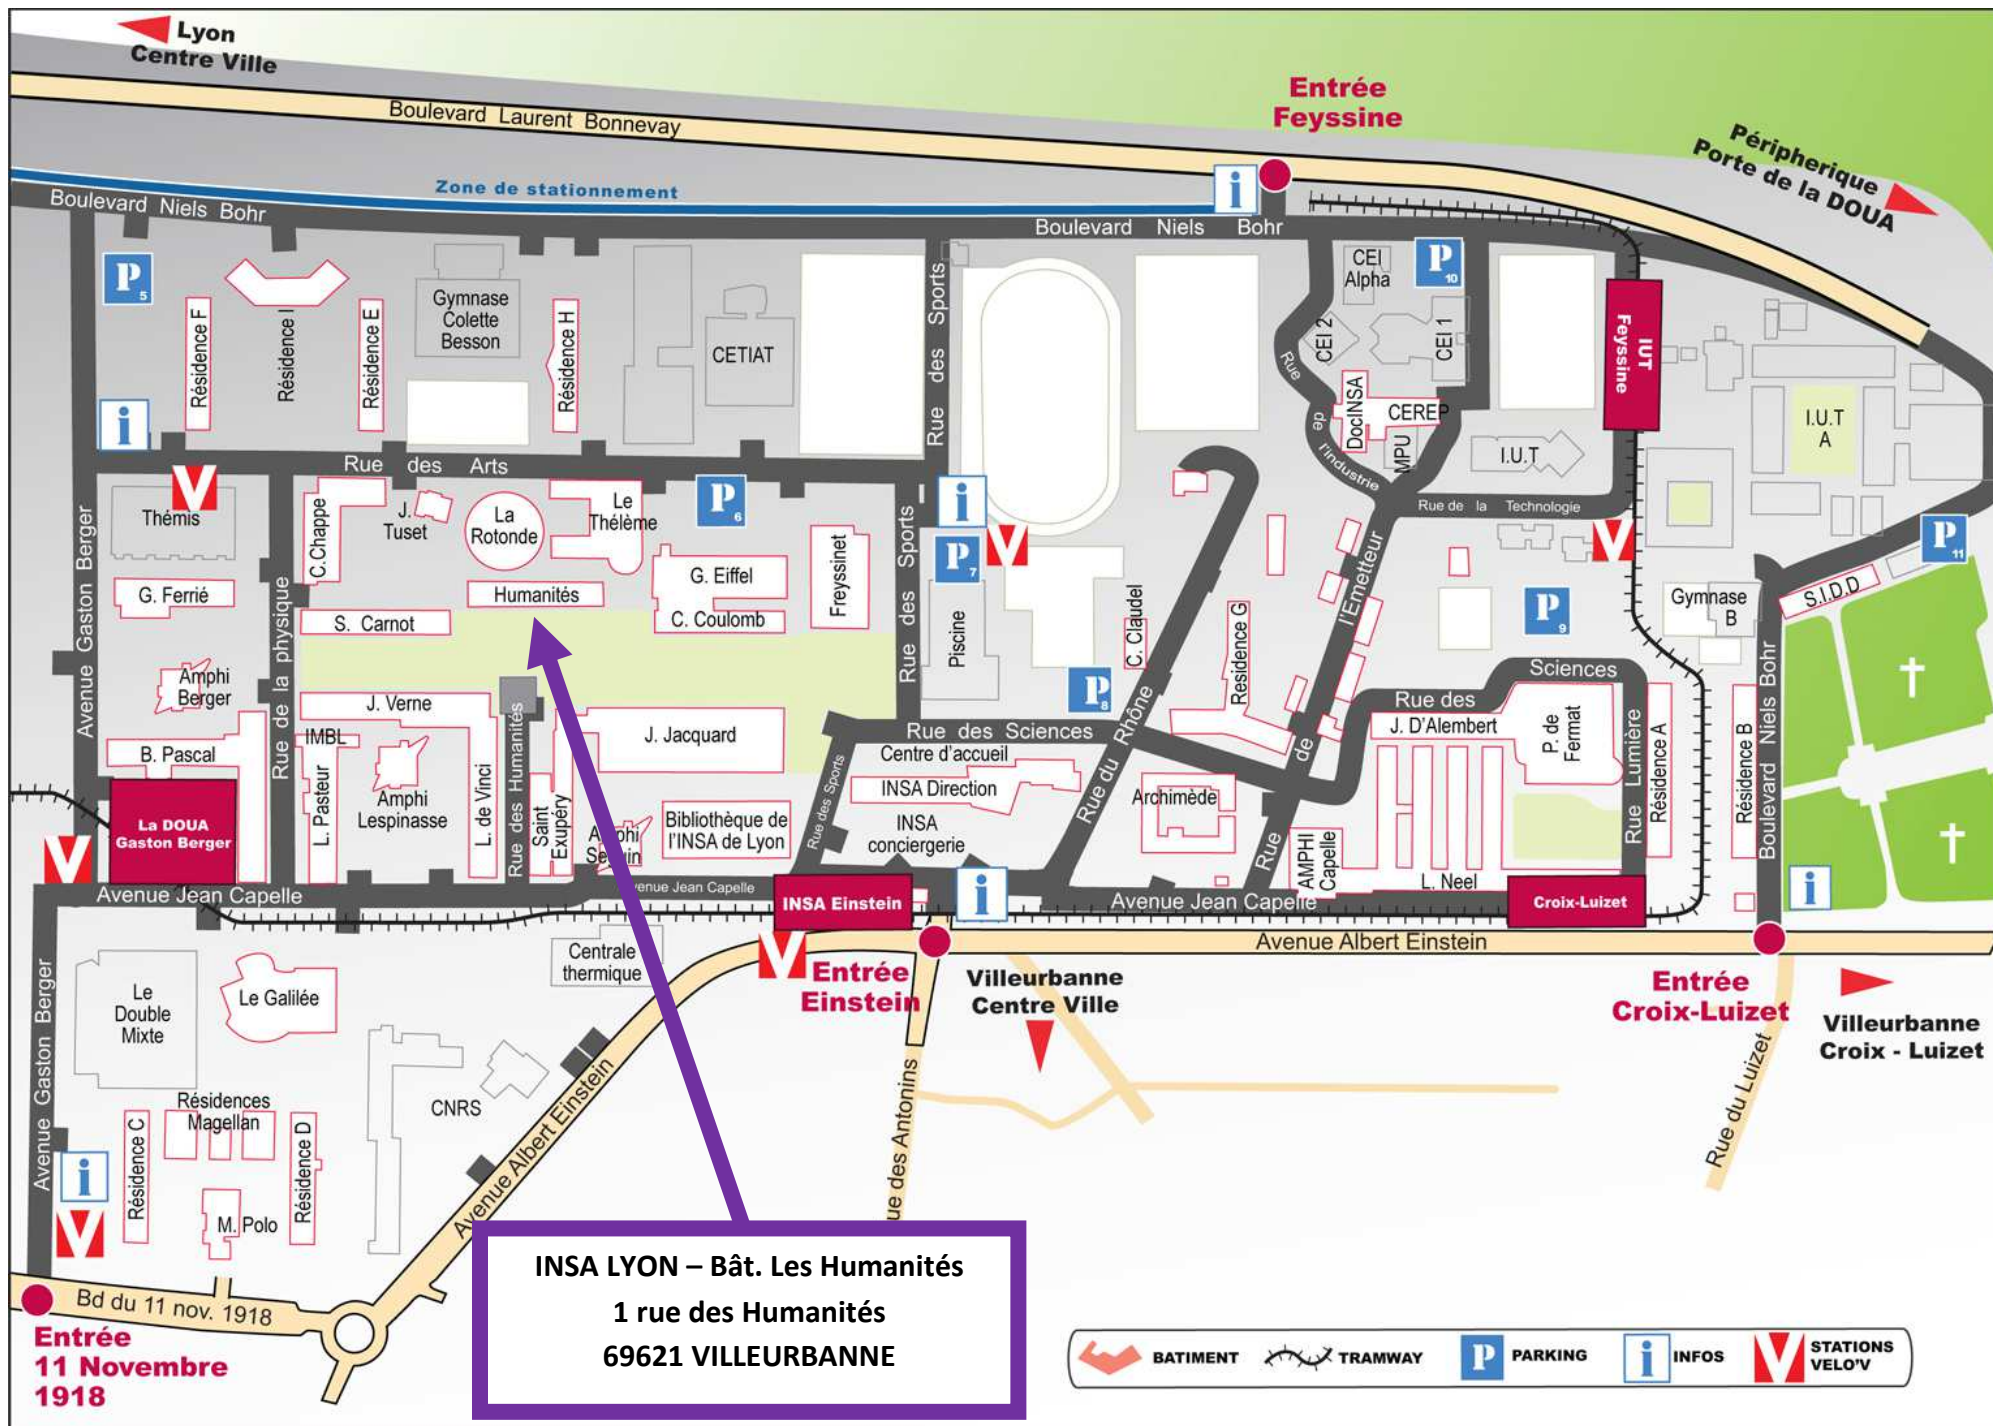 Lyon
Centre Ville
Boulevard Laurent Bonnevay
Entrée
Feyssine
Péripherique
Porte de la DOUA
Zone de stationnement
i
Boulevard Niels Bohr
Boulevard Niels Bohr
P5
Résidence F
Résidence I
Résidence E
Gymnase
Colette
Besson
Résidence H
CETIAT
Rue des Sports
CEI
Alpha
P10
CEI 2
CEI 1
IUT
Feyssine
Rue de l'Industrie
DocINSA
CEREP
MPU
I.U.T
I.U.T
A
i
Rue des Arts
V
Thémis
C.Chappe
J.
Tuset
La
Rotonde
Le
Thélème
P6
i
P7
V
Rue de la Technologie
V
P11
Avenue Gaston Berger
G. Ferrié
Rue de la physique
Humanités
G. Eiffel
Freyssinet
Rue des Sports
Piscine
C. Claudel
Residence G
Rue de l'Emetteur
P9
Gymnase
B
S.I.D.D
S. Carnot
C. Coulomb
Amphi
Berger
P8
Rue des Sciences
J. Verne
Rue des Humanités
J. Jacquard
Rue des Sciences
Rue du Rhône
J. D'Alembert
P. de
Fermat
Rue Lumière
Résidence A
Résidence B
Boulevard Niels Bohr
B. Pascal
IMBL
L. Pasteur
Amphi
Lespinasse
L. de Vinci
Saint
Exupéry
Rue des Sports
Centre d'accueil
INSA Direction
Archimède
La DOUA
Gaston Berger
Bibliothèque de
l'INSA de Lyon
INSA
conciergerie
AMPHI
Capelle
L. Neel
V
Avenue Jean Capelle
INSA Einstein
i
Avenue Jean Capelle
Croix-Luizet
i
Centrale
thermique
V
Entrée
Einstein
Villeurbanne
Centre Ville
Avenue Albert Einstein
Entrée
Croix-Luizet
Villeurbanne
Croix - Luizet
Avenue Gaston Berger
Le
Double
Mixte
Le Galilée
Rue du Luizet
Avenue Albert Einstein
CNRS
Résidences
Magellan
Résidence C
Résidence D
M. Polo
i
V
Bd du 11 nov. 1918
Entrée
11 Novembre
1918
INSA LYON – Bât. Les Humanités
1 rue des Humanités
69621 VILLEURBANNE
BATIMENT
TRAMWAY
P PARKING
i INFOS
V STATIONS
VELO'V